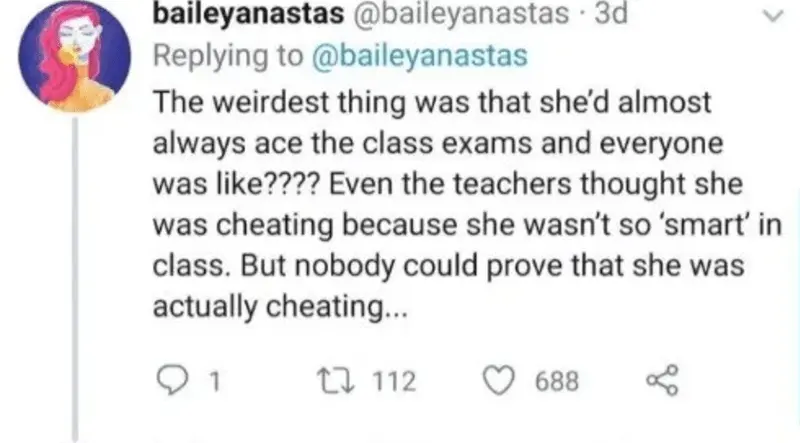 baileyanastas @baileyanastas · 3d
Replying to @baileyanastas
The weirdest thing was that she'd almost
always ace the class exams and everyone
was like???? Even the teachers thought she
was cheating because she wasn't so ‘smart’ in
class. But nobody could prove that she was
actually cheating...
1 112 688